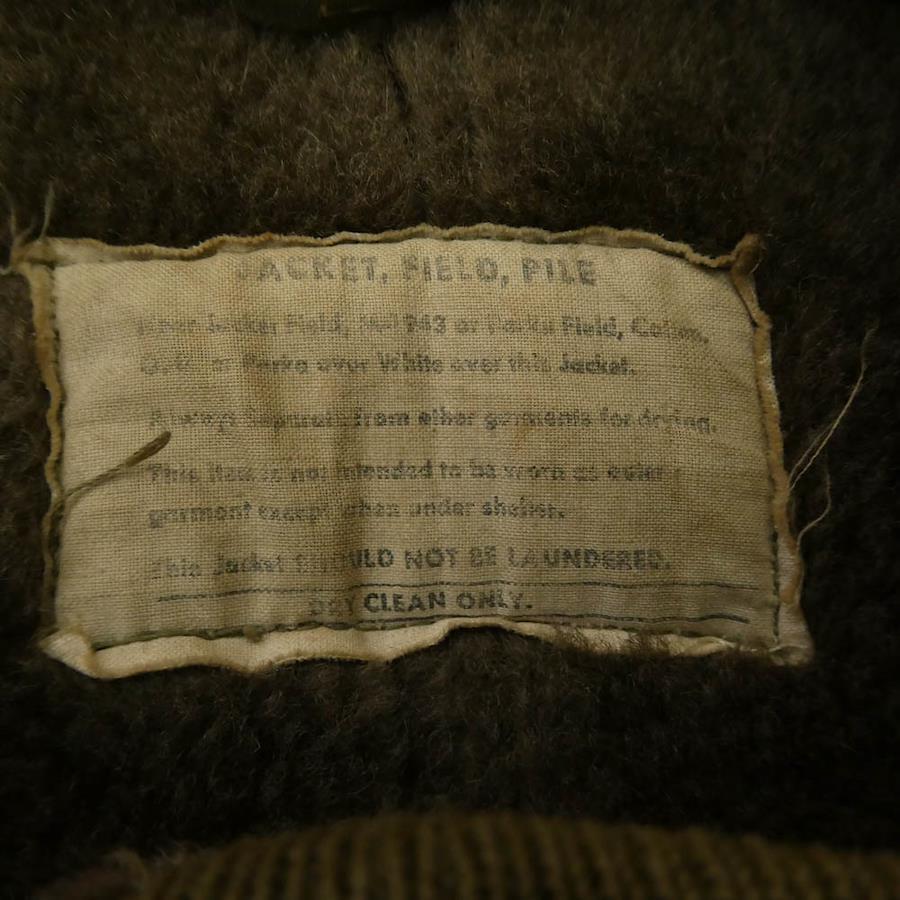 JACKET, FIELD, PILE
Wear Jacket Field, M-1943 or Parka Field, Cotton,
O.D. or Parka over White over this Jacket.
Always separate from other garments for drying.
This item is not intended to be worn as outer
garment except when under shelter.
This Jacket SHOULD NOT BE LAUNDERED.
DRY CLEAN ONLY.